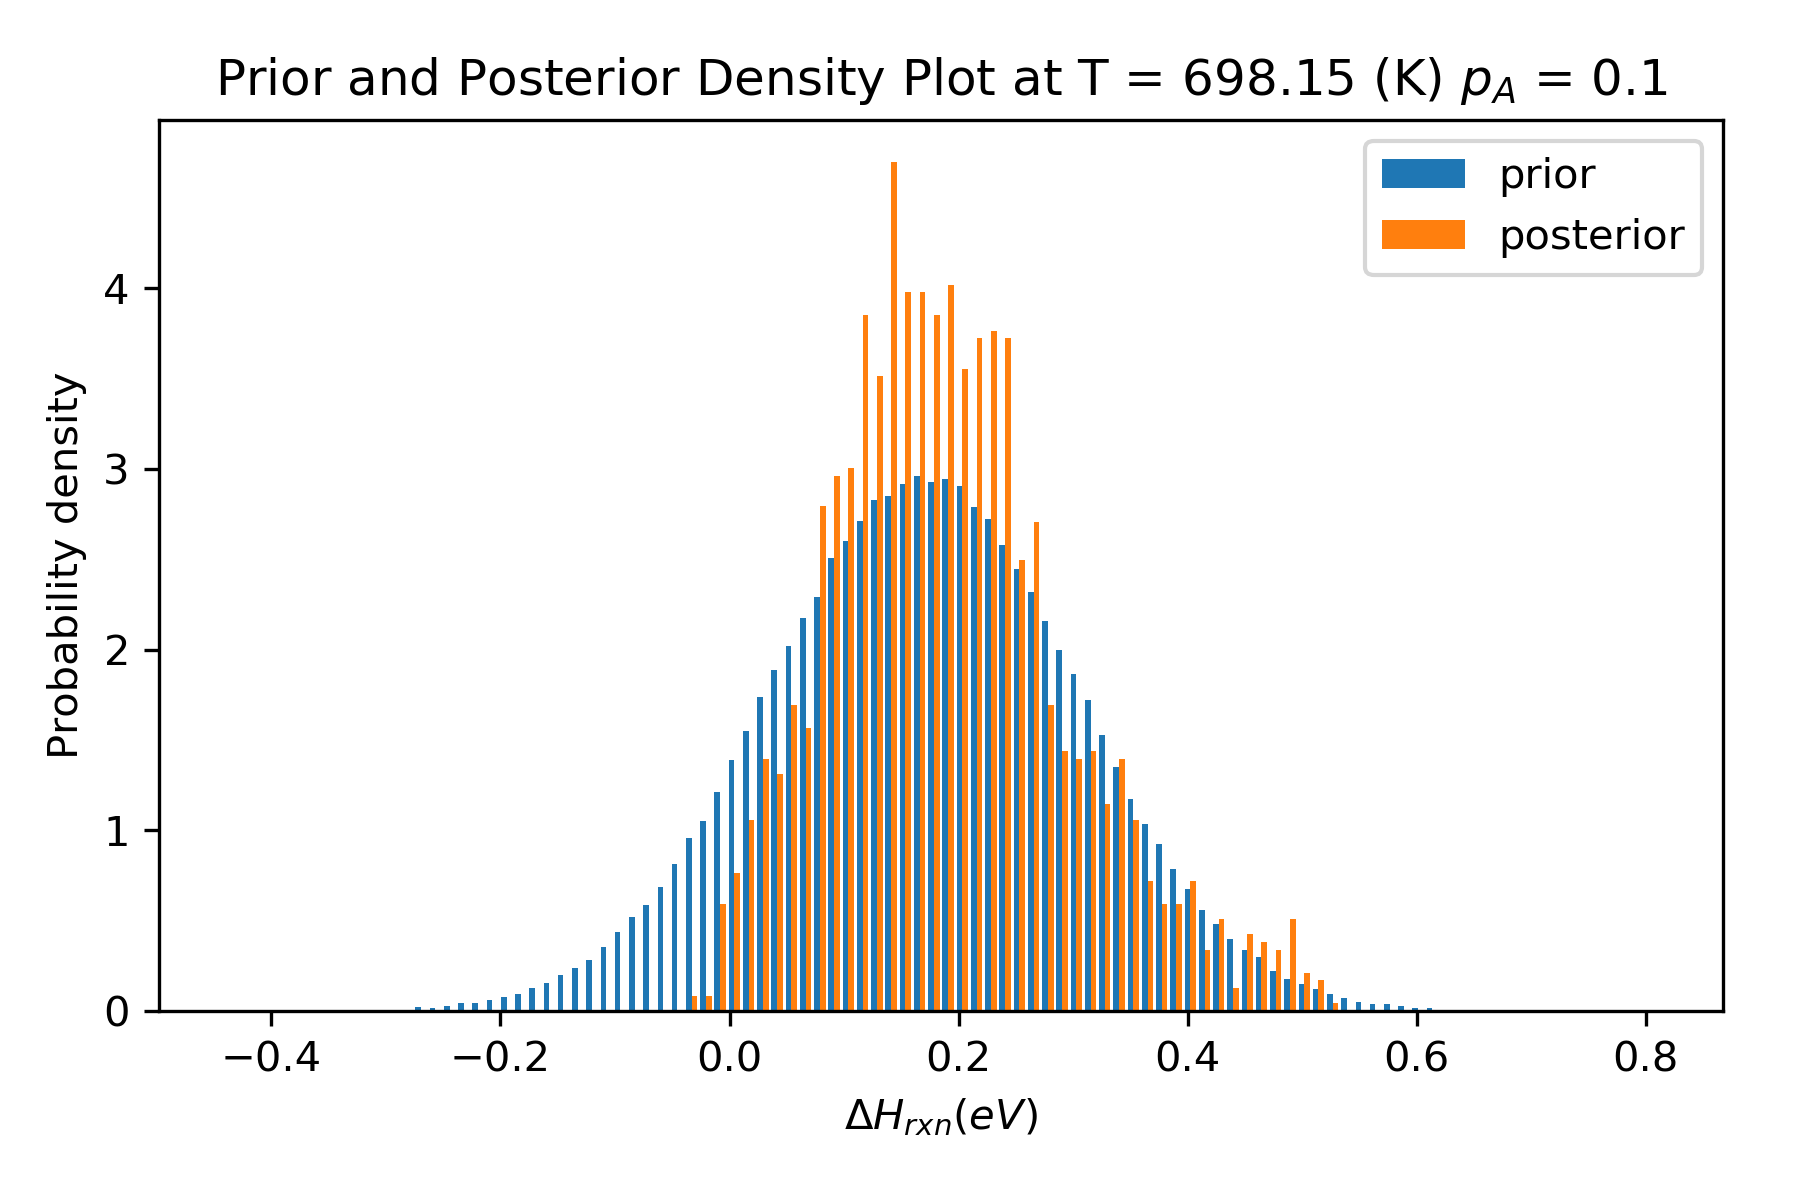 Prior and Posterior Density Plot at T = 698.15 (K) p_A = 0.1
prior
posterior
Probability density
4
3
2
1
0
−0.4 −0.2 0.0 0.2 0.4 0.6 0.8
ΔH_rxn(eV)